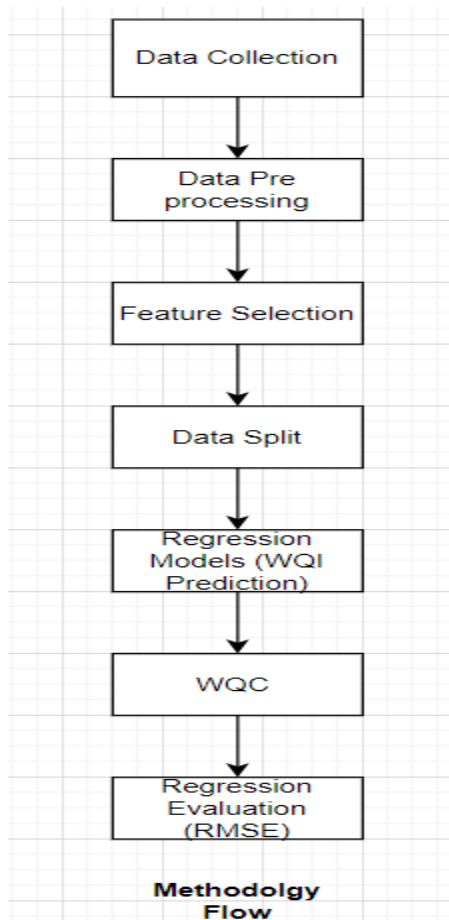 Data Collection
Data Pre
processing
Feature Selection
Data Split
Regression
Models (WQI
Prediction)
WQC
Regression
Evaluation
(RMSE)
Methodolgy
Flow